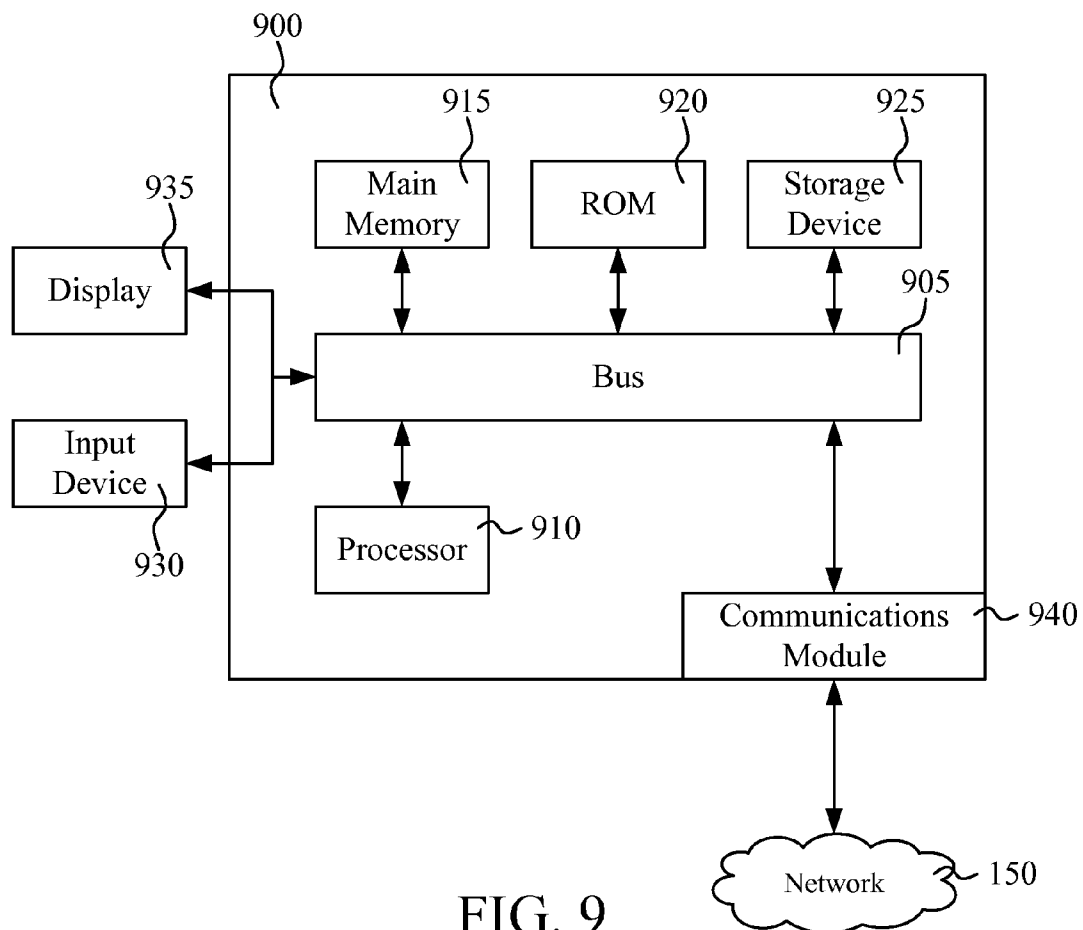 900
915
920
925
Main
Memory
ROM
Storage
Device
935
Display
905
Bus
Input
Device
930
Processor
910
Communications
Module
940
Network
150
FIG. 9